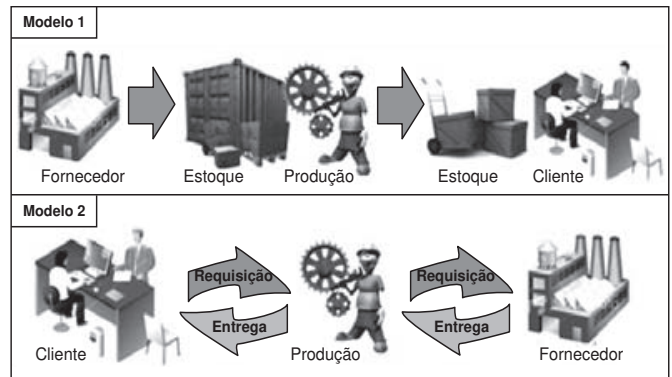 Modelo 1
Fornecedor Estoque Produção Estoque Cliente
Modelo 2
Requisição Requisição
Entrega Entrega
Cliente Produção Fornecedor